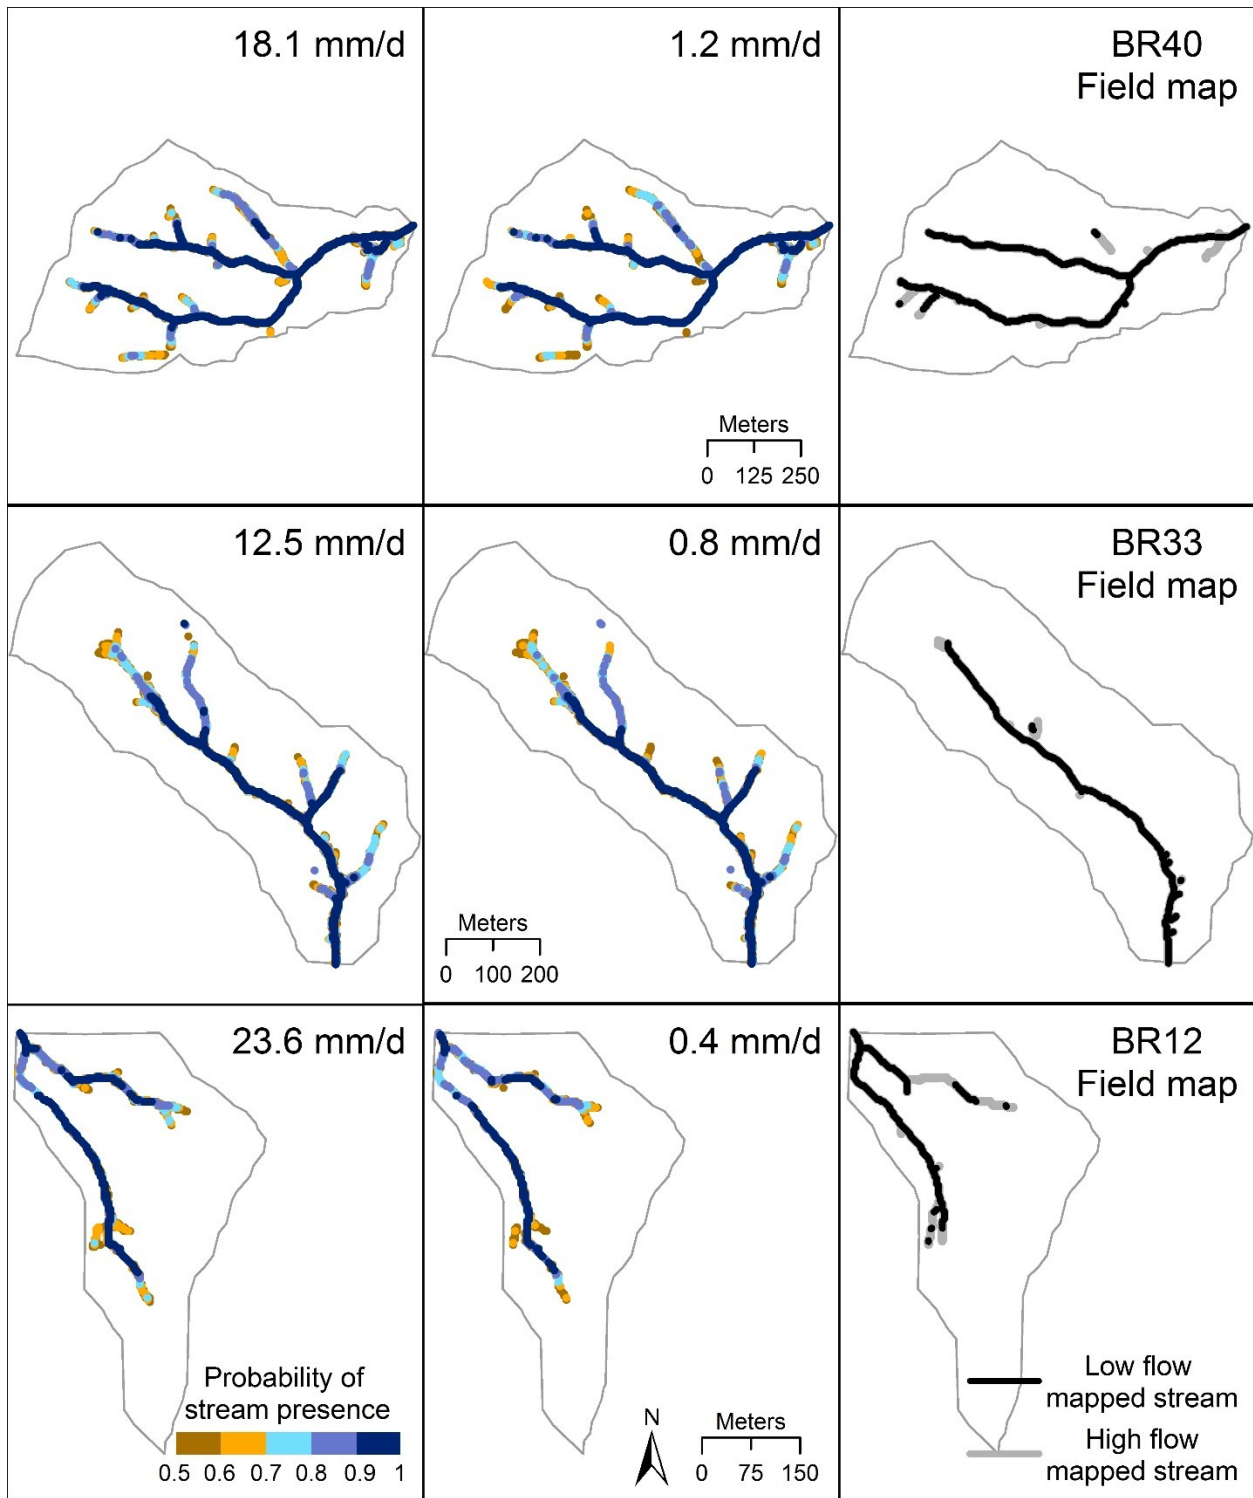 18.1 mm/d
1.2 mm/d
BR40
Field map
Meters
0 125 250
12.5 mm/d
0.8 mm/d
BR33
Field map
Meters
0 100 200
23.6 mm/d
0.4 mm/d
BR12
Field map
Probability of
stream presence
0.5 0.6 0.7 0.8 0.9 1
N
Meters
0 75 150
Low flow
mapped stream
High flow
mapped stream